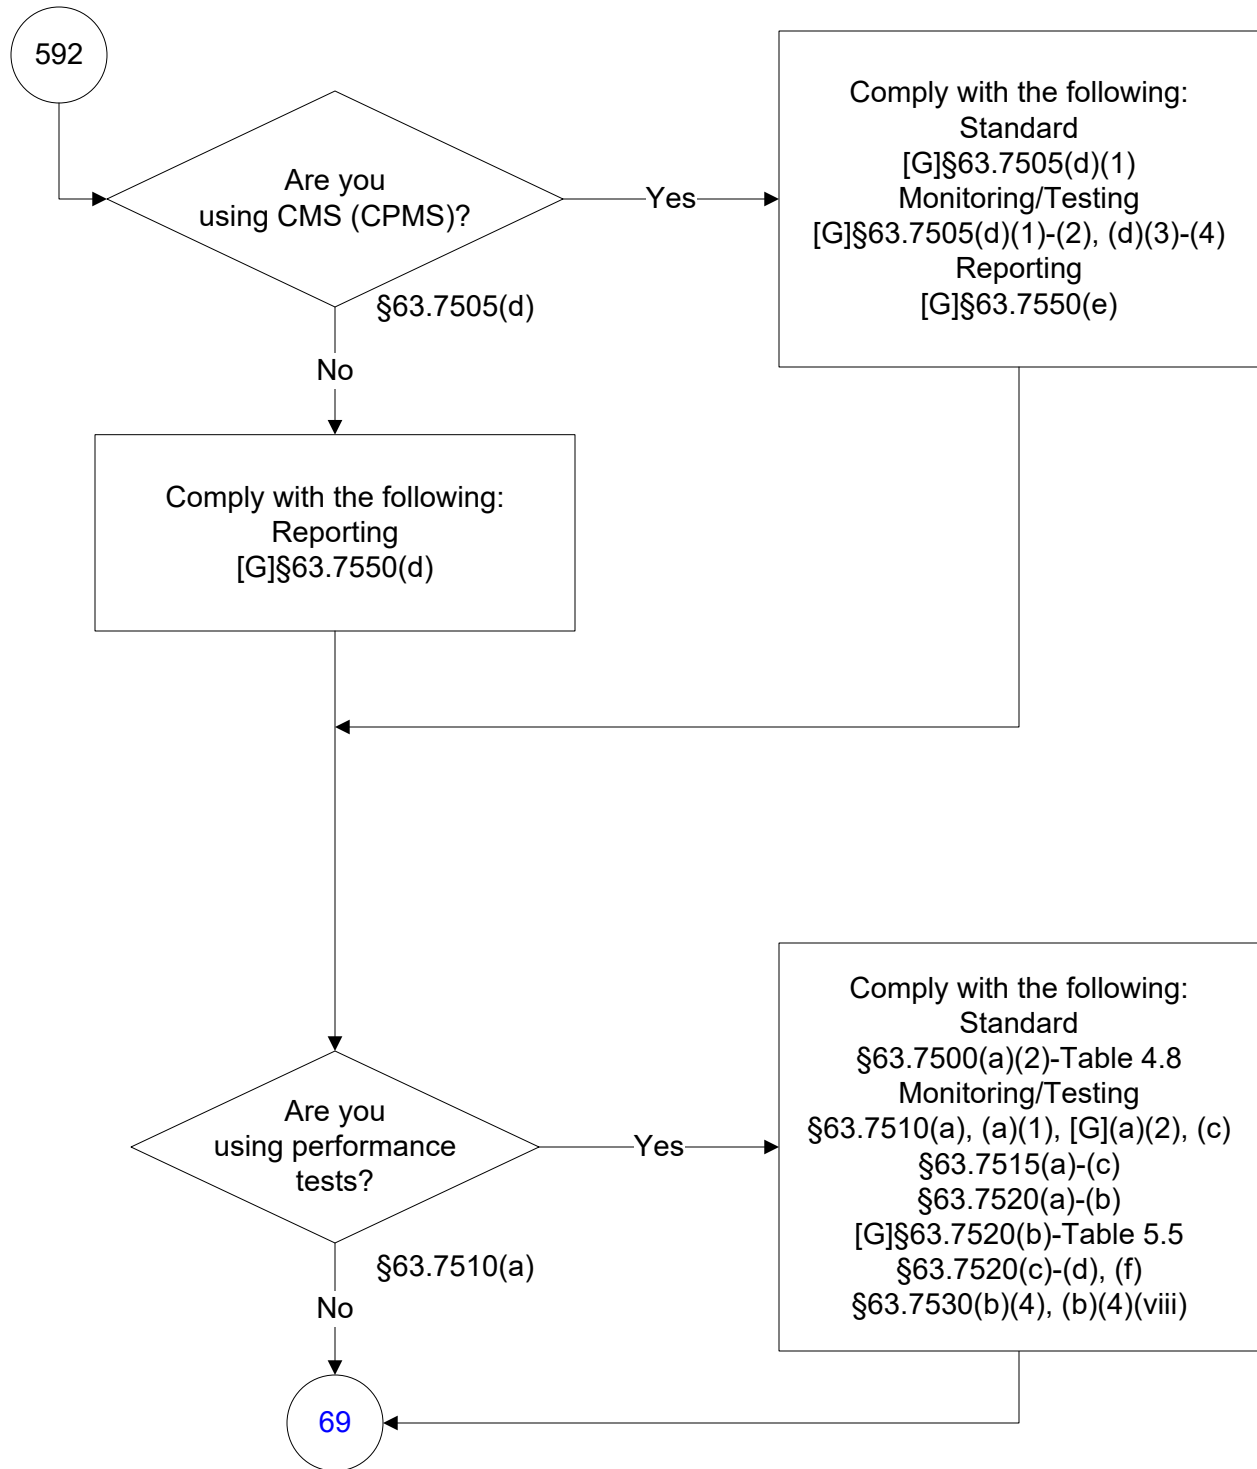 592
Are you
using CMS (CPMS)?
§63.7505(d)
Yes
Comply with the following:
Standard
[G]§63.7505(d)(1)
Monitoring/Testing
[G]§63.7505(d)(1)-(2), (d)(3)-(4)
Reporting
[G]§63.7550(e)
No
Comply with the following:
Reporting
[G]§63.7550(d)
Are you
using performance
tests?
§63.7510(a)
Yes
Comply with the following:
Standard
§63.7500(a)(2)-Table 4.8
Monitoring/Testing
§63.7510(a), (a)(1), [G](a)(2), (c)
§63.7515(a)-(c)
§63.7520(a)-(b)
[G]§63.7520(b)-Table 5.5
§63.7520(c)-(d), (f)
§63.7530(b)(4), (b)(4)(viii)
No
69